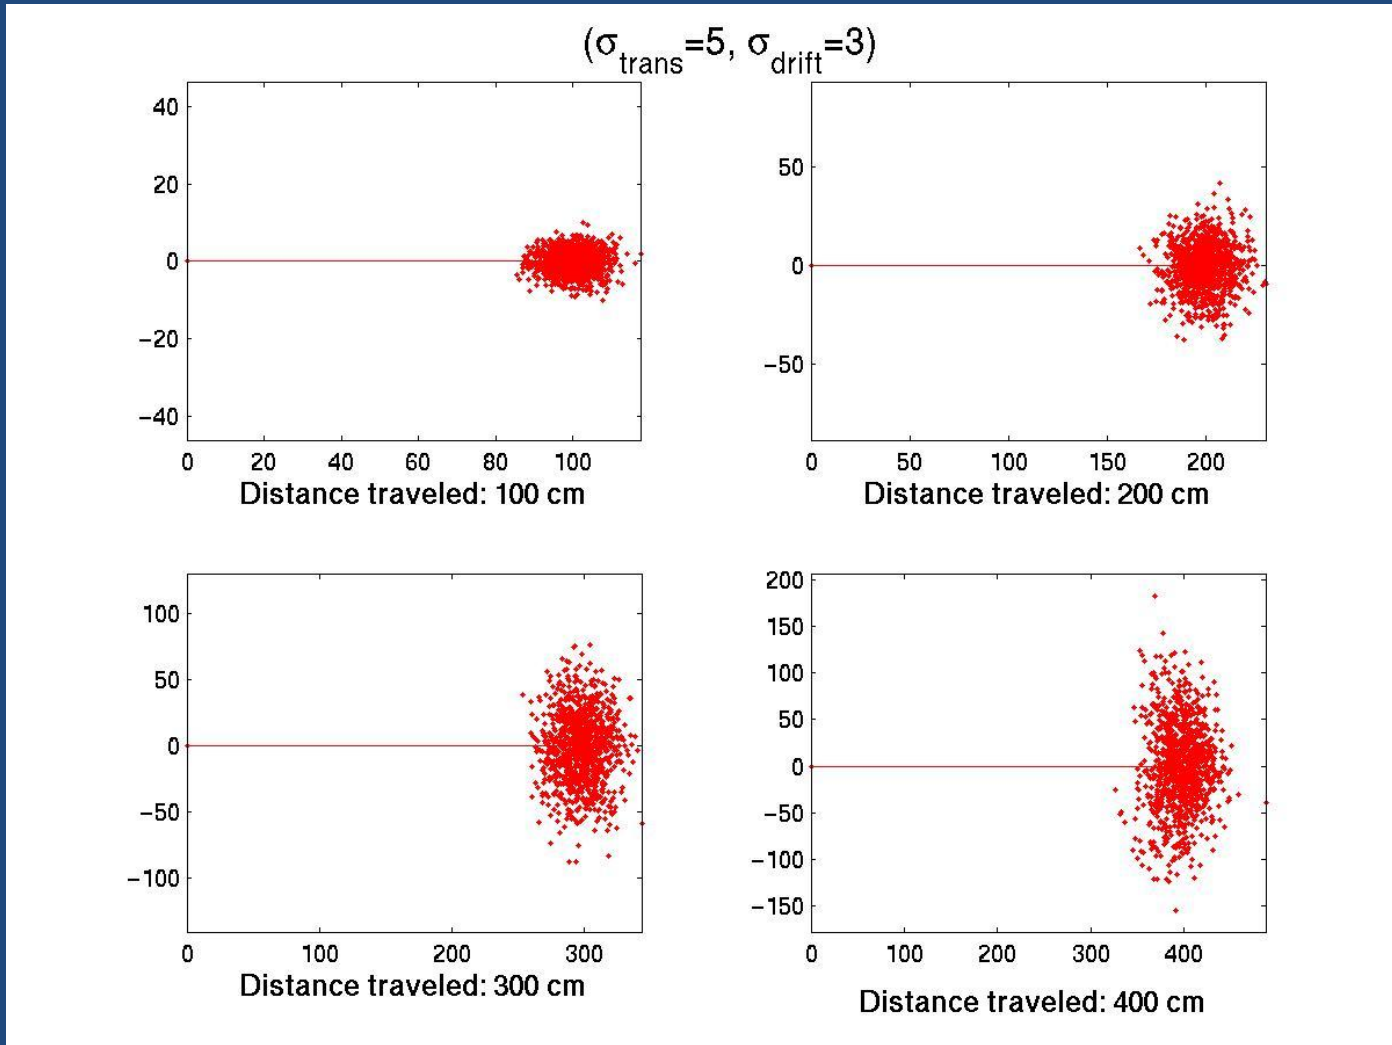 (σtrans=5, σdrift=3)
40
20
0
−20
−40
0 20 40 60 80 100
Distance traveled: 100 cm
50
0
−50
0 50 100 150 200
Distance traveled: 200 cm
100
50
0
−50
−100
0 100 200 300
Distance traveled: 300 cm
200
150
100
50
0
−50
−100
−150
0 100 200 300 400
Distance traveled: 400 cm